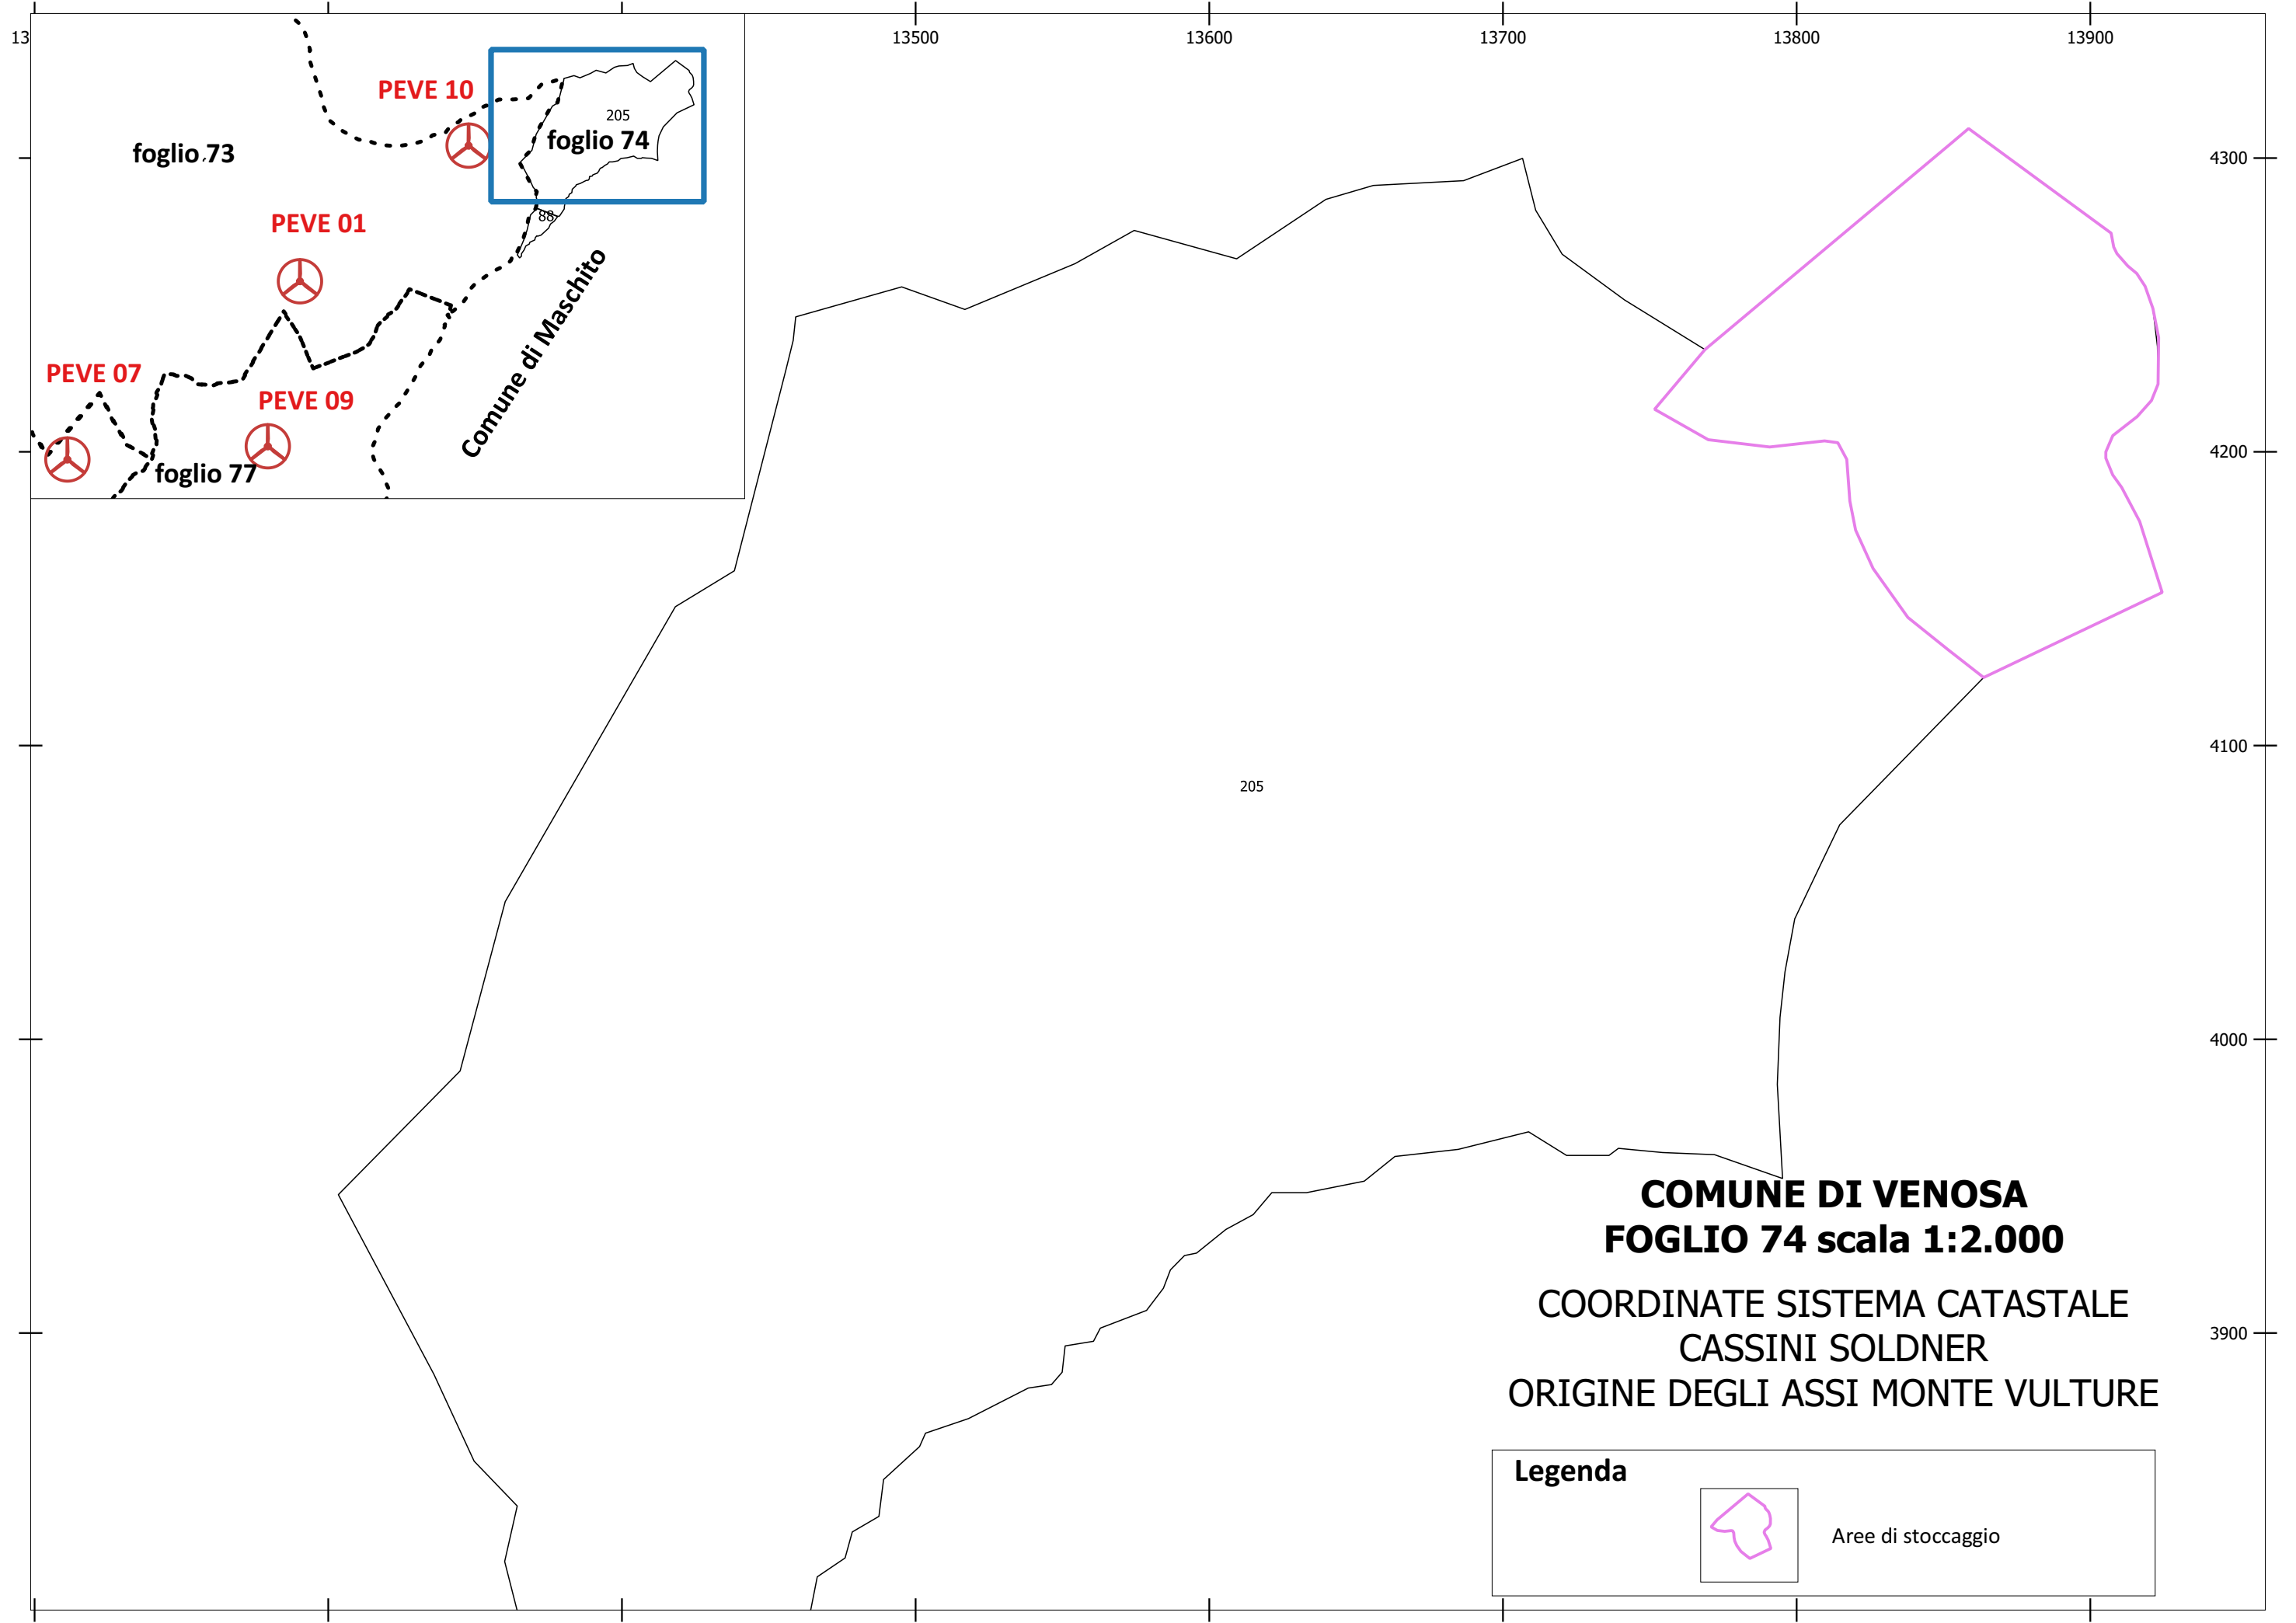 13
13500
13600
13700
13800
13900
PEVE 10
205
foglio 74
foglio 73
4300
88
PEVE 01
Comune di Maschito
PEVE 07
PEVE 09
foglio 77
4200
4100
205
4000
COMUNE DI VENOSA
FOGLIO 74 scala 1:2.000
COORDINATE SISTEMA CATASTALE
CASSINI SOLDNER
ORIGINE DEGLI ASSI MONTE VULTURE
3900
Legenda
Aree di stoccaggio